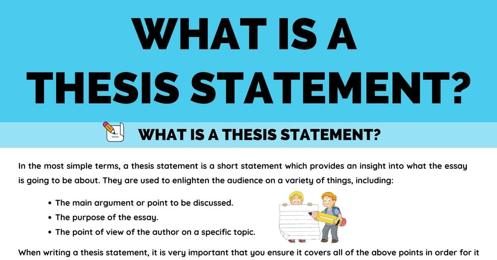 WHAT IS A
THESIS STATEMENT?
WHAT IS A THESIS STATEMENT?
In the most simple terms, a thesis statement is a short statement which provides an insight into what the essay
is going to be about. They are used to enlighten the audience on a variety of things, including:
• The main argument or point to be discussed.
• The purpose of the essay.
• The point of view of the author on a specific topic.
When writing a thesis statement, it is very important that you ensure it covers all of the above points in order for it